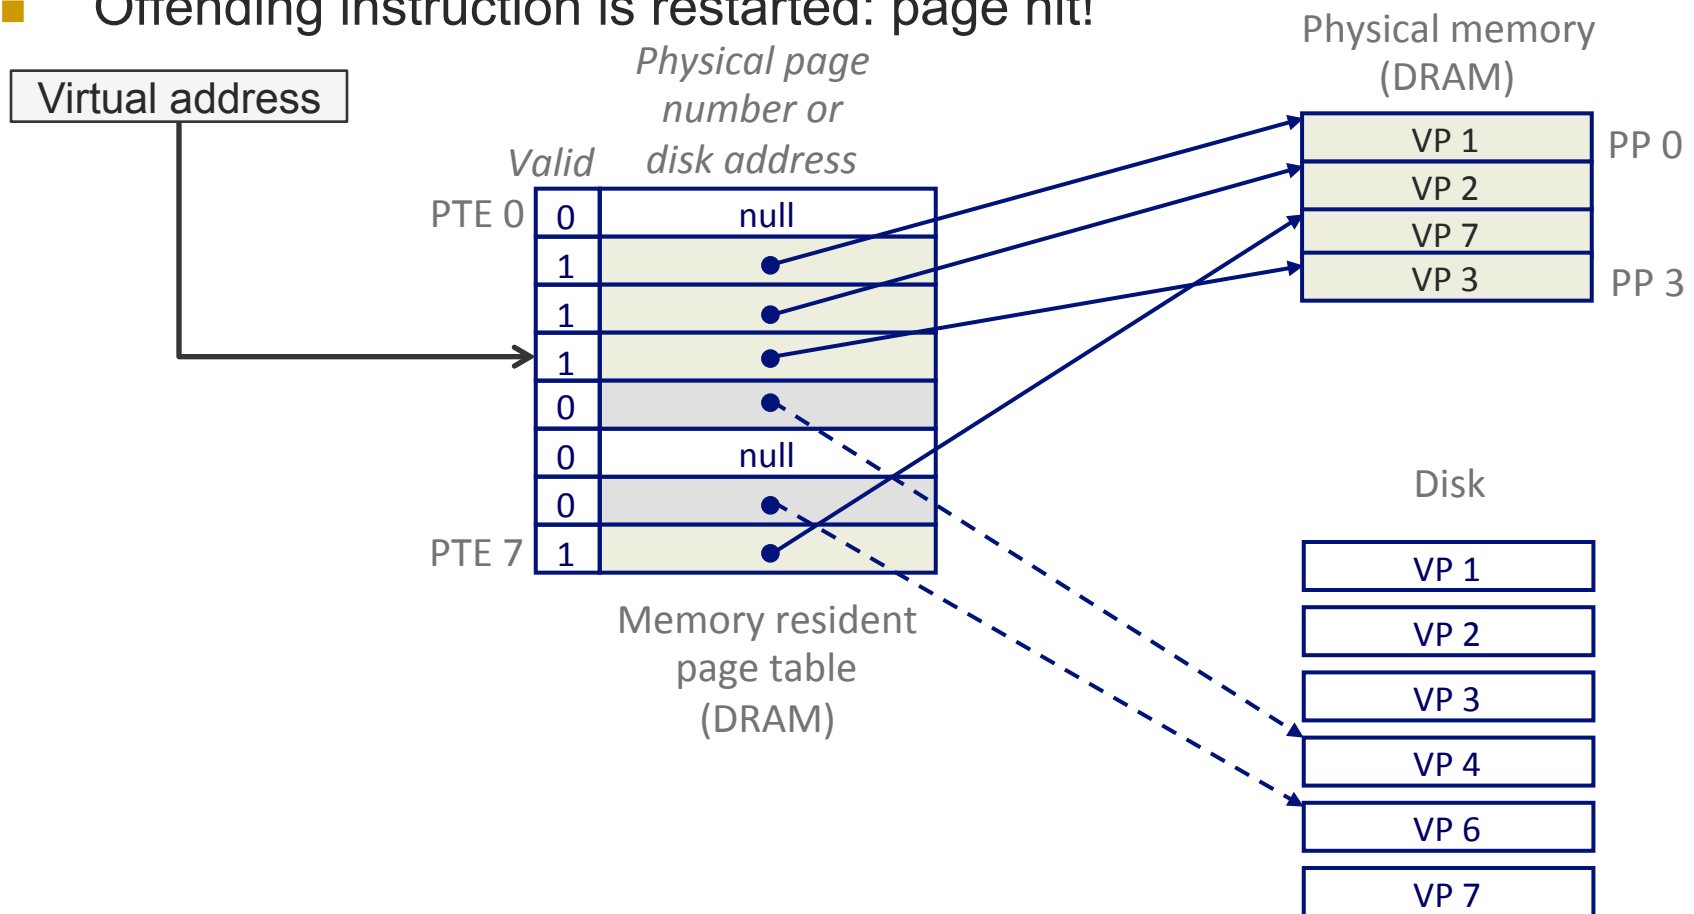 Offending instruction is restarted: page hit!
Virtual address
Physical page
number or
disk address
Valid
PTE 0 0 null
1
1
1
0
0 null
0
PTE 7 1
Memory resident
page table
(DRAM)
Physical memory
(DRAM)
VP 1 PP 0
VP 2
VP 7
VP 3 PP 3
Disk
VP 1
VP 2
VP 3
VP 4
VP 6
VP 7